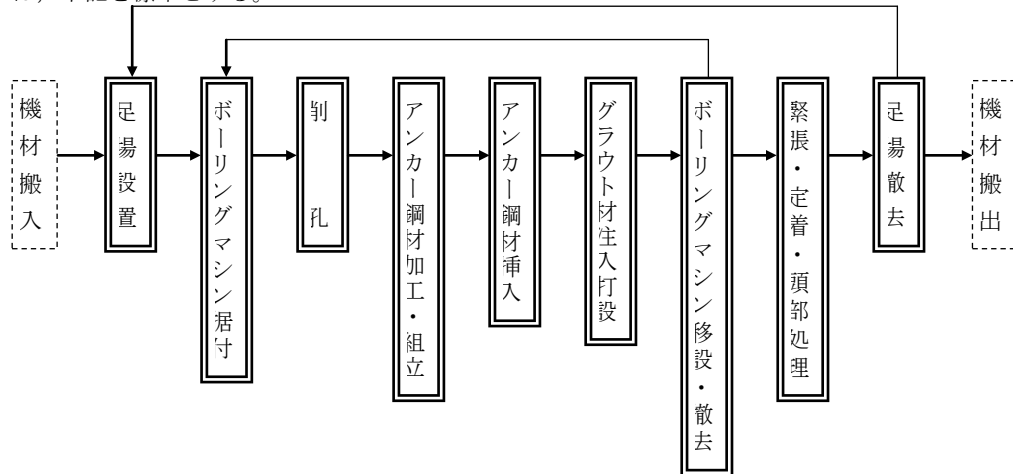 機材搬入
足場設置
ボーリングマシン据付
削孔
アンカー鋼材加工・組立
アンカー鋼材挿入
グラウト材注入打設
ボーリングマシン移設・撤去
緊張・定着・頭部処理
足場撤去
機材搬出